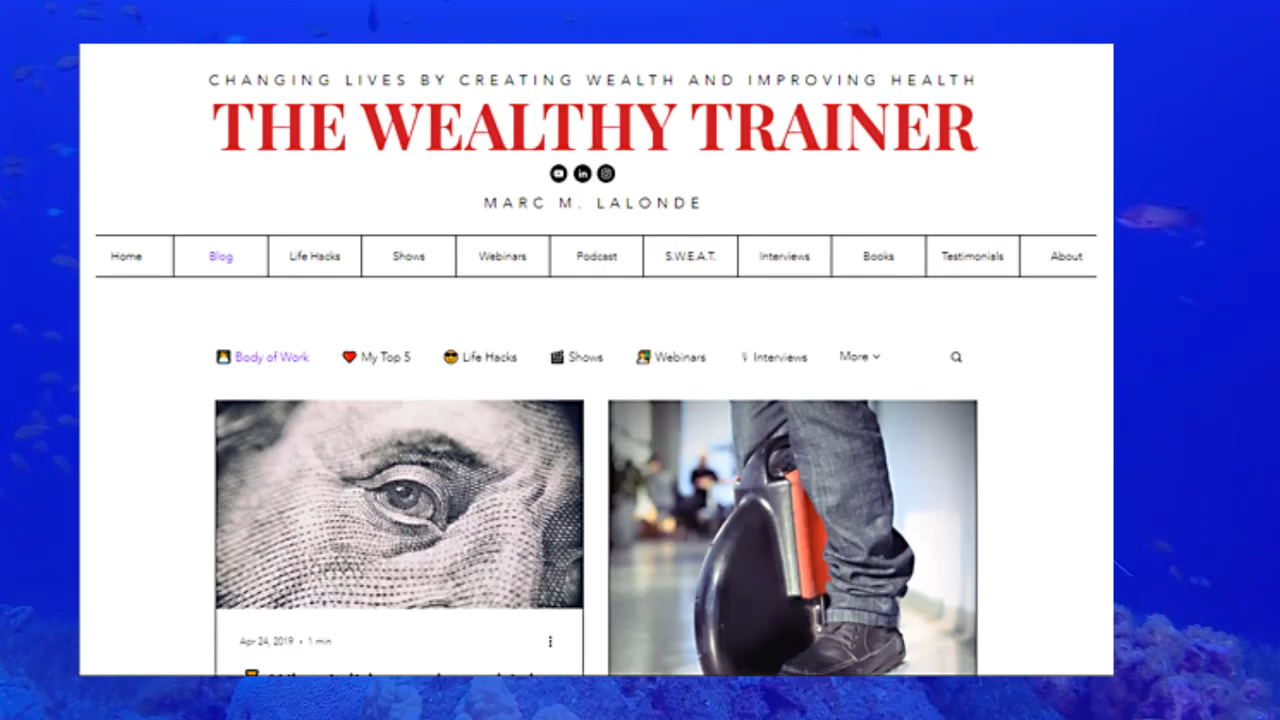 CHANGING LIVES BY CREATING WEALTH AND IMPROVING HEALTH
THE WEALTHY TRAINER
MARC M. LALONDE
Home Blog Life Hacks Shows Webinars Podcast S.W.E.A.T. Interviews Books Testimonials About
Body of Work My Top 5 Life Hacks Shows Webinars Interviews More
Apr 24, 2019 • 1 min